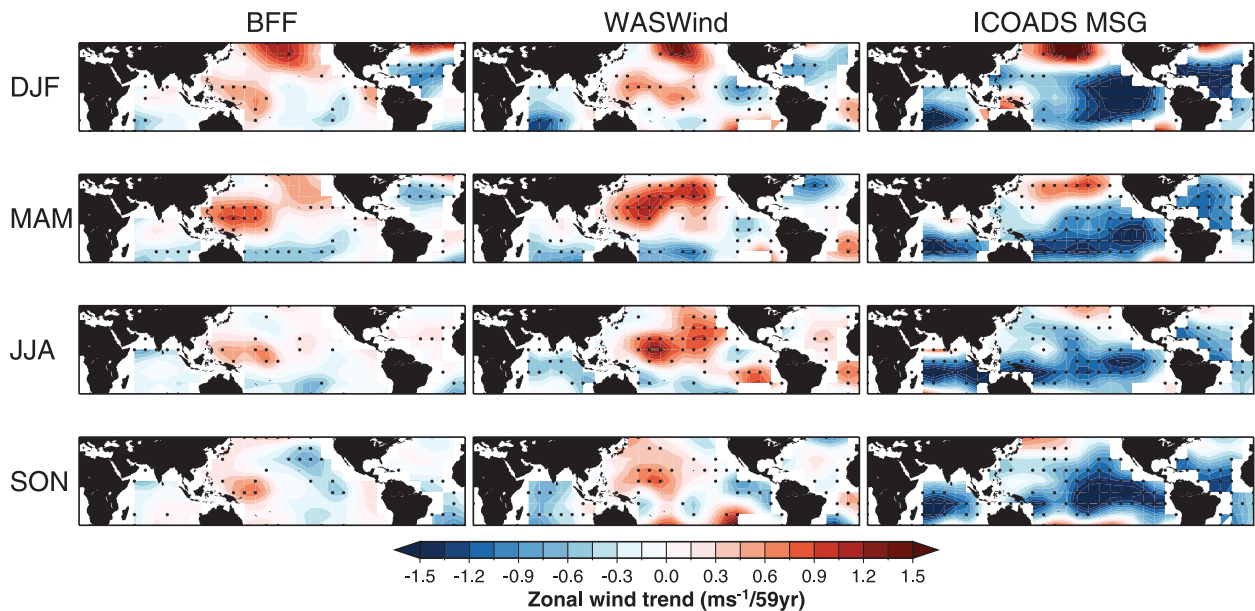 BFF WASWind ICOADS MSG
DJF
MAM
JJA
SON
-1.5 -1.2 -0.9 -0.6 -0.3 0.0 0.3 0.6 0.9 1.2 1.5
Zonal wind trend (ms⁻¹/59yr)